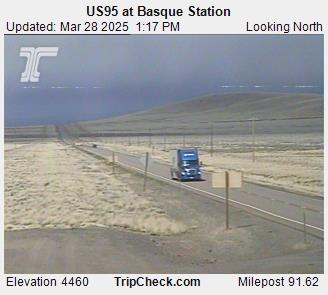 US95 at Basque Station
Updated: Mar 28 2025 1:17 PM Looking North
Elevation 4460 TripCheck.com Milepost 91.62